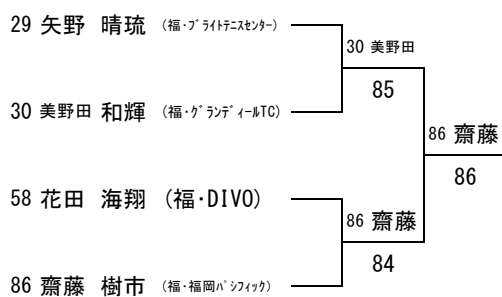 29 矢野 晴琉 (福・ブライトテニスセンター)
30 美野田
30 美野田 和輝 (福・グランディールTC)
85
86 齋藤
86
58 花田 海翔 (福・DIVO)
86 齋藤
84
86 齋藤 樹市 (福・福岡パシフィック)